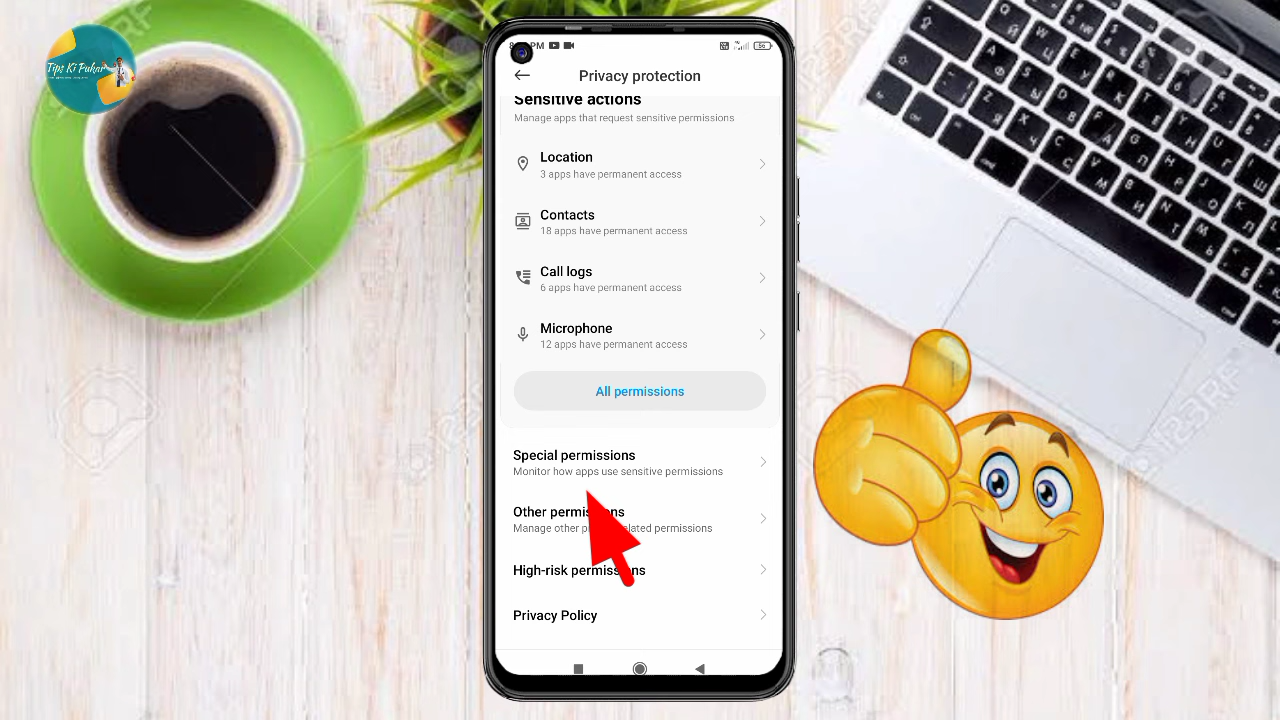 Tips Ki Pukar
PM
56
Privacy protection
Sensitive actions
Manage apps that request sensitive permissions
Location
3 apps have permanent access
Contacts
18 apps have permanent access
Call logs
6 apps have permanent access
Microphone
12 apps have permanent access
All permissions
Special permissions
Monitor how apps use sensitive permissions
Other permissions
Manage other related permissions
High-risk permissions
Privacy Policy
123RF